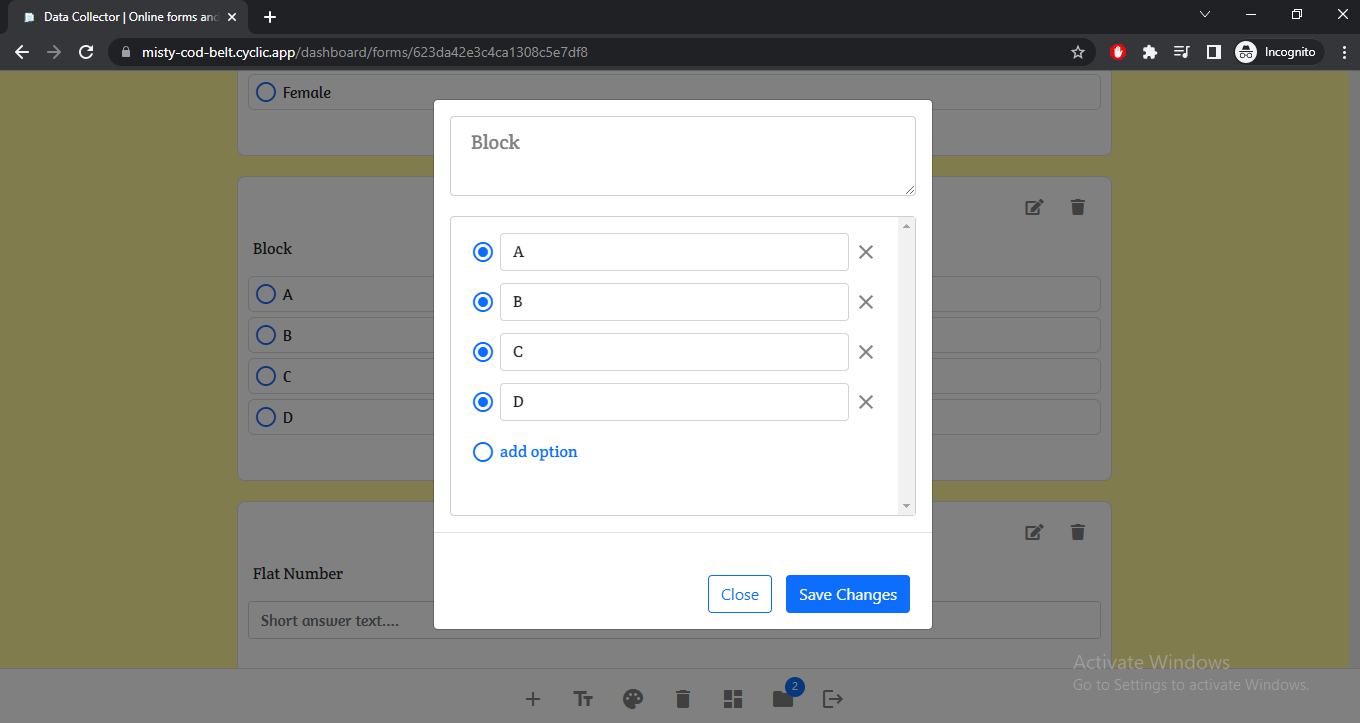 Data Collector | Online forms and
misty-cod-belt.cyclic.app/dashboard/forms/623da42e3c4ca1308c5e7df8
Incognito
Female
Block
A
B
C
D
Flat Number
Short answer text....
Block
A
B
C
D
add option
Close
Save Changes
Activate Windows
Go to Settings to activate Windows.
2